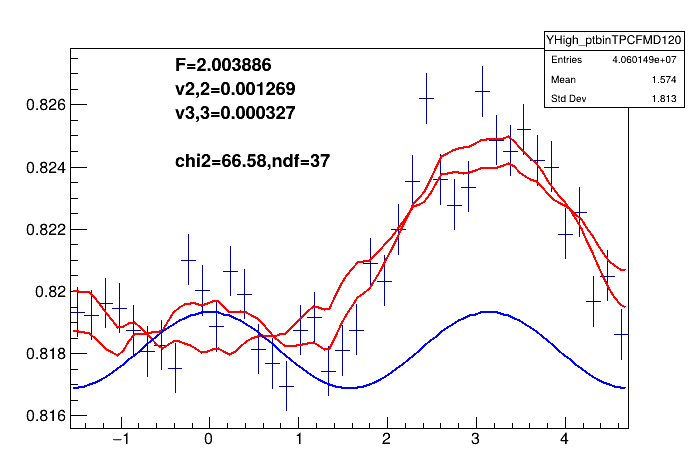 YHigh_ptbinTPCFMD120
Entries 4.060149e+07
Mean 1.574
Std Dev 1.813
F=2.003886
v2,2=0.001269
v3,3=0.000327
chi2=66.58,ndf=37
0.826
0.824
0.822
0.82
0.818
0.816
−1 0 1 2 3 4